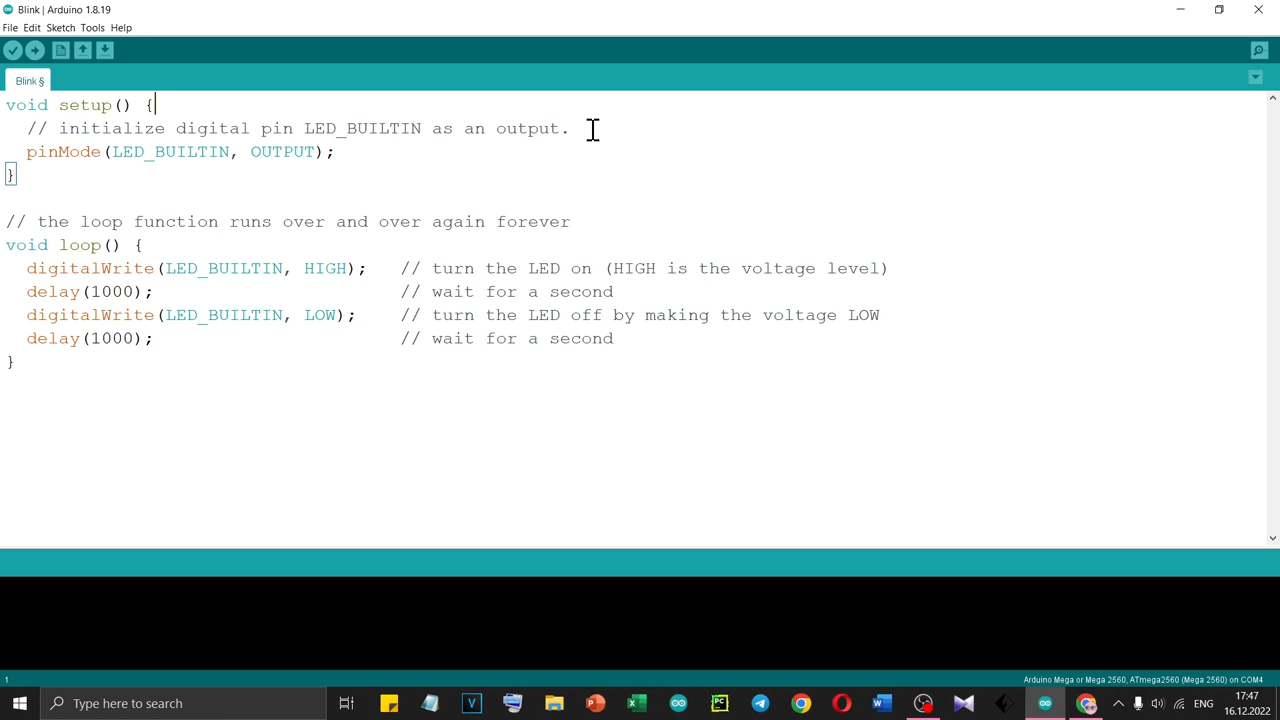 Blink | Arduino 1.8.19
File Edit Sketch Tools Help
Blink §
void setup() {
  // initialize digital pin LED_BUILTIN as an output.
  pinMode(LED_BUILTIN, OUTPUT);
}
// the loop function runs over and over again forever
void loop() {
  digitalWrite(LED_BUILTIN, HIGH);   // turn the LED on (HIGH is the voltage level)
  delay(1000);                       // wait for a second
  digitalWrite(LED_BUILTIN, LOW);    // turn the LED off by making the voltage LOW
  delay(1000);                       // wait for a second
}
1
Arduino Mega or Mega 2560, ATmega2560 (Mega 2560) on COM4
Type here to search
V
PC
ENG
17:47
16.12.2022